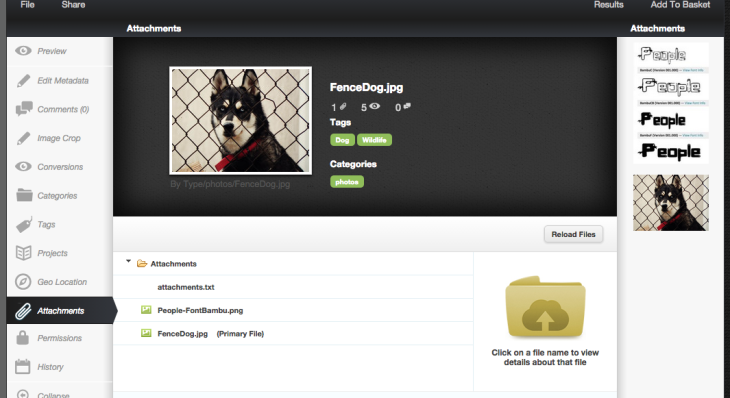 File Share Results Add To Basket
Attachments Attachments
Preview
Edit Metadata
Comments (0)
Image Crop
Conversions
Categories
Tags
Projects
Geo Location
Attachments
Permissions
History
Collapse
FenceDog.jpg
1 5 0
Tags
Dog Wildlife
Categories
photos
By Type/photos/FenceDog.jpg
Reload Files
Attachments
attachments.txt
People-FontBambu.png
FenceDog.jpg (Primary File)
Click on a file name to view
details about that file
People
People
People
People